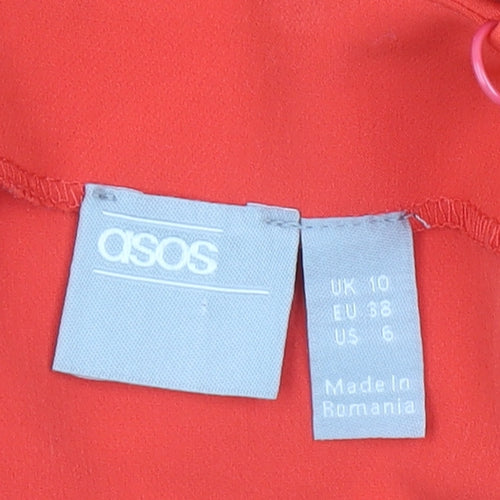 asos
UK 10
EU 38
US 6
Made In
Romania